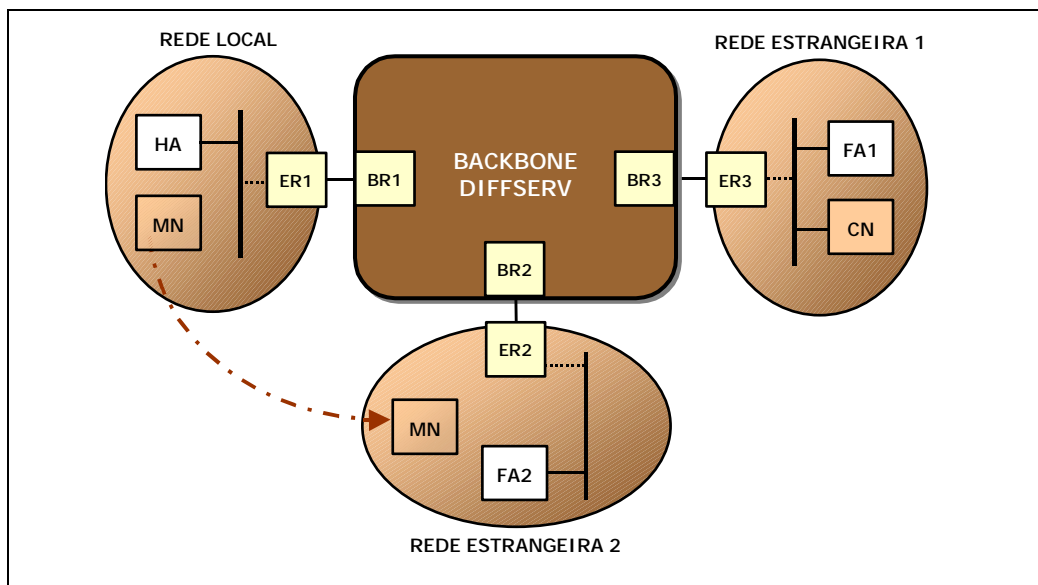 REDE LOCAL
REDE ESTRANGEIRA 1
HA
MN
ER1
BR1
BACKBONE
DIFFSERV
BR3
ER3
FA1
CN
BR2
ER2
MN
FA2
REDE ESTRANGEIRA 2